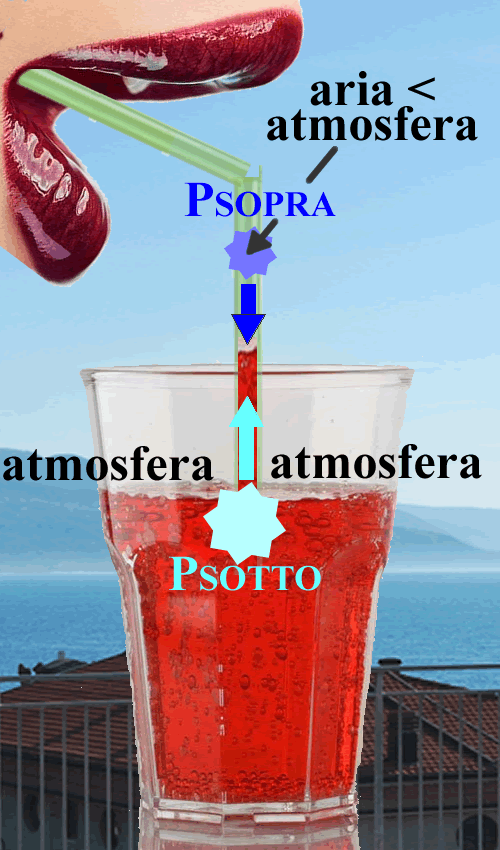 aria <
atmosfera
PSOPRA
atmosfera atmosfera
PSOTTO